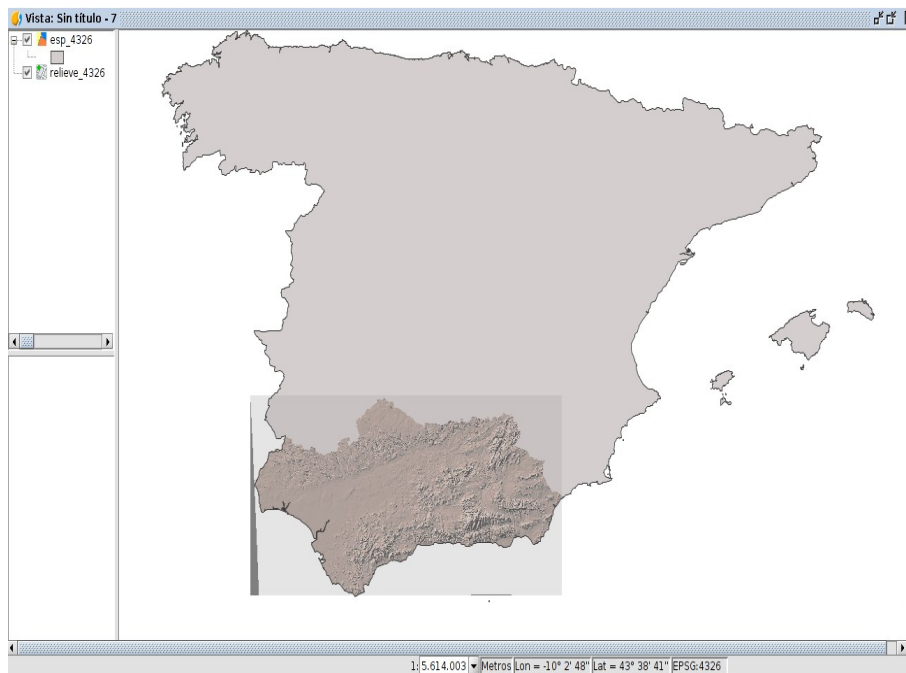 Vista: Sin título - 7
esp_4326
relieve_4326
1: 5.614.003 Metros Lon = -10° 2' 48" Lat = 43° 38' 41" EPSG:4326